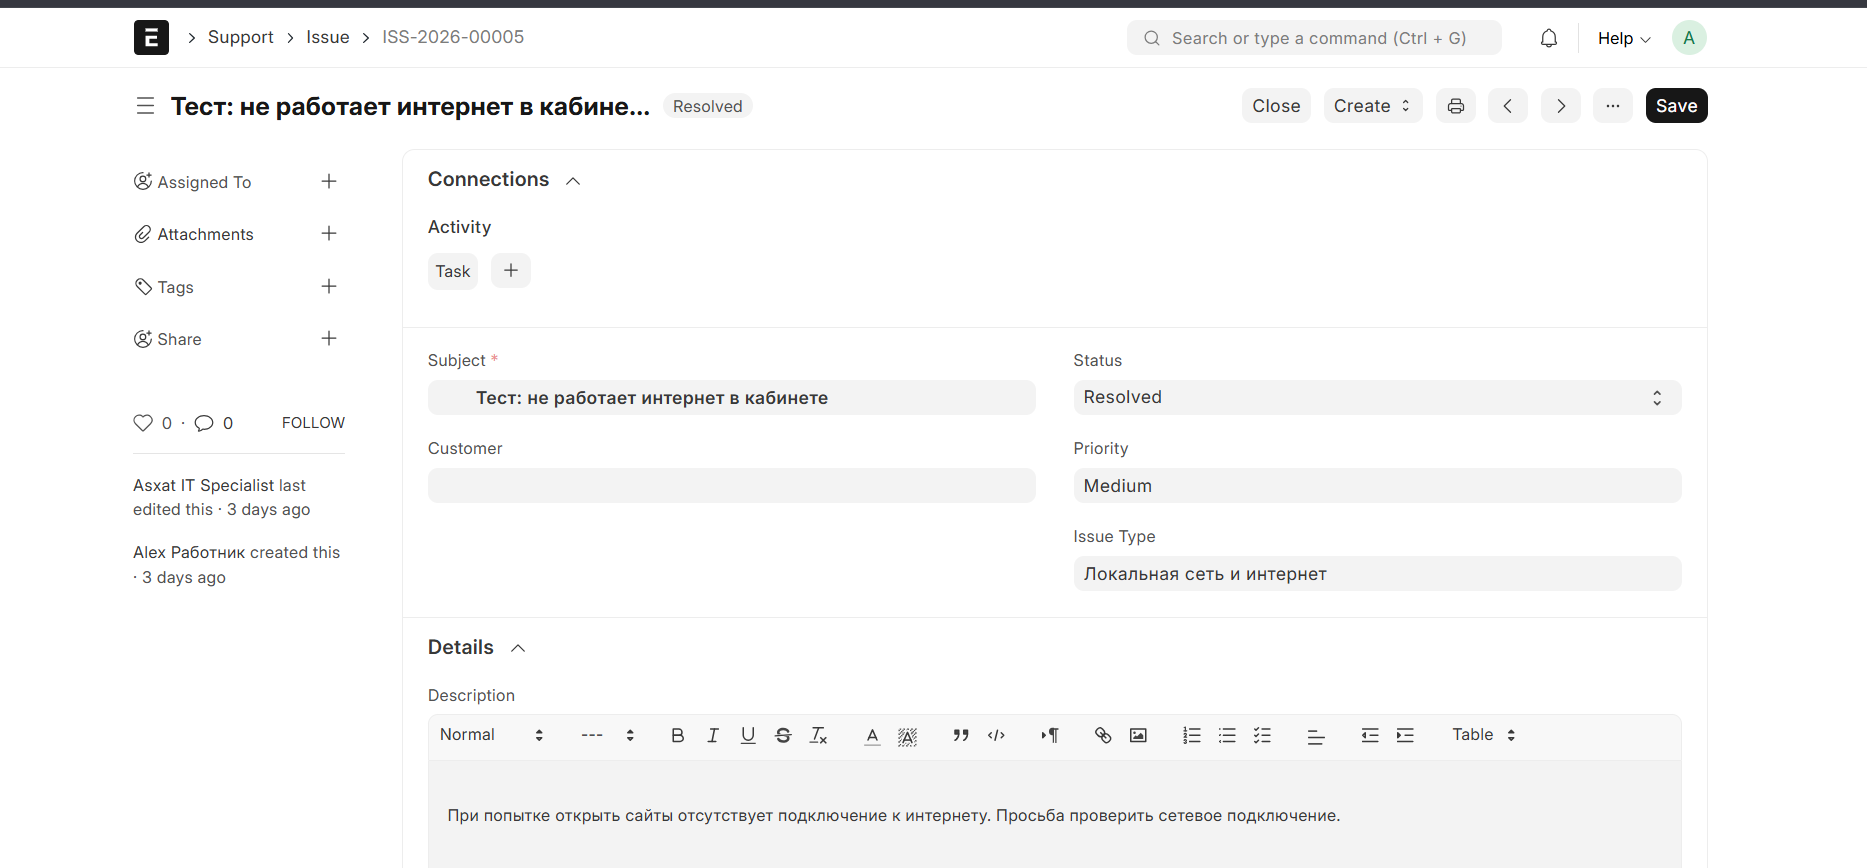 E
Support
Issue
ISS-2026-00005
Search or type a command (Ctrl + G)
Help
A
Тест: не работает интернет в кабине...
Resolved
Close
Create
...
Save
Assigned To
Attachments
Tags
Share
0 · 0
FOLLOW
Asxat IT Specialist last
edited this · 3 days ago
Alex Работник created this
· 3 days ago
Connections
Activity
Task
Subject *
Тест: не работает интернет в кабинете
Status
Resolved
Customer
Priority
Medium
Issue Type
Локальная сеть и интернет
Details
Description
Normal
---
Table
При попытке открыть сайты отсутствует подключение к интернету. Просьба проверить сетевое подключение.